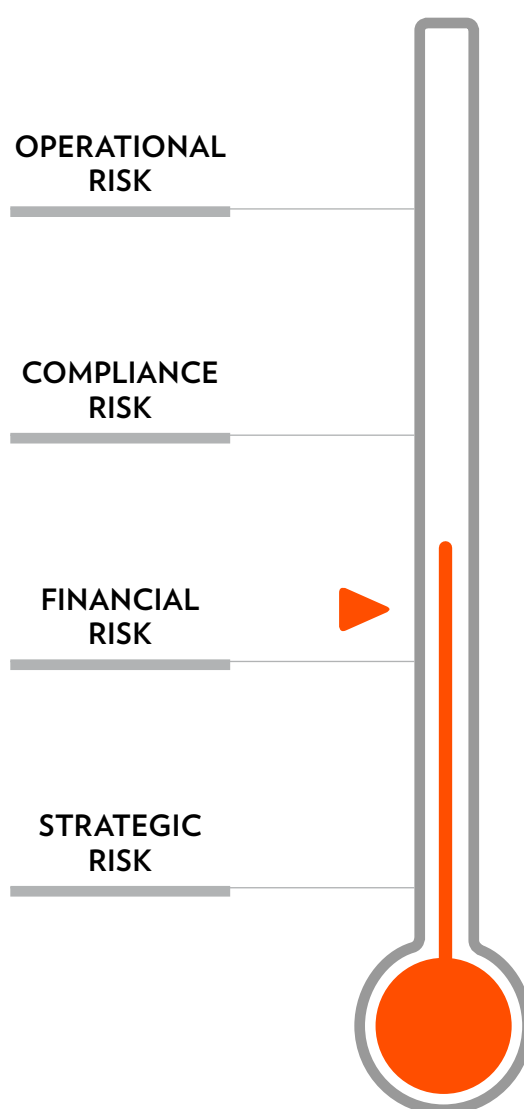 OPERATIONAL
RISK
COMPLIANCE
RISK
FINANCIAL
RISK
STRATEGIC
RISK